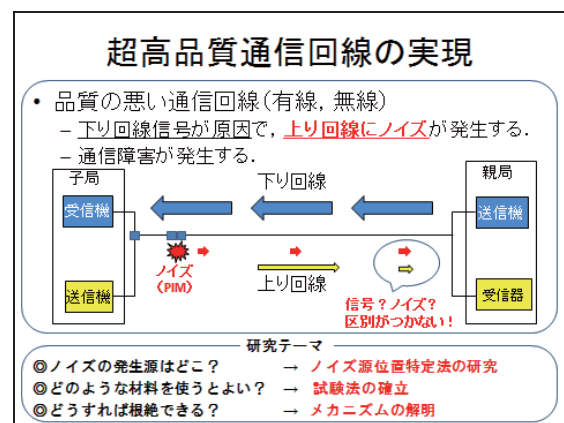 超高品質通信回線の実現
• 品質の悪い通信回線(有線, 無線)
– 下り回線信号が原因で, 上り回線にノイズが発生する.
– 通信障害が発生する.
子局
下り回線
親局
受信機
送信機
ノイズ
(PIM)
上り回線
送信機
受信器
信号?ノイズ?
区別がつかない!
研究テーマ
◎ノイズの発生源はどこ? → ノイズ源位置特定法の研究
◎どのような材料を使うとよい? → 試験法の確立
◎どうすれば根絶できる? → メカニズムの解明